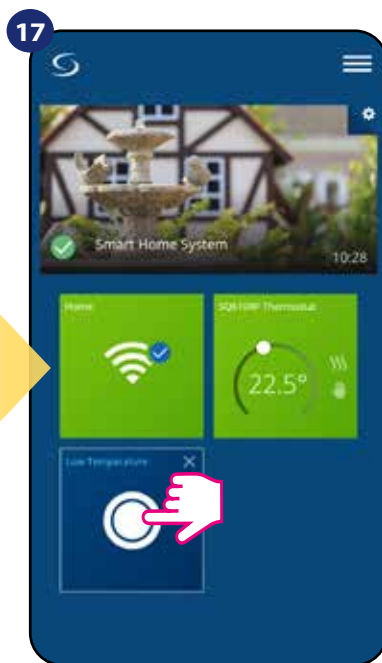 17
Smart Home System
10:28
Home
SQ610RF Thermostat
22.5°
Low Temperature